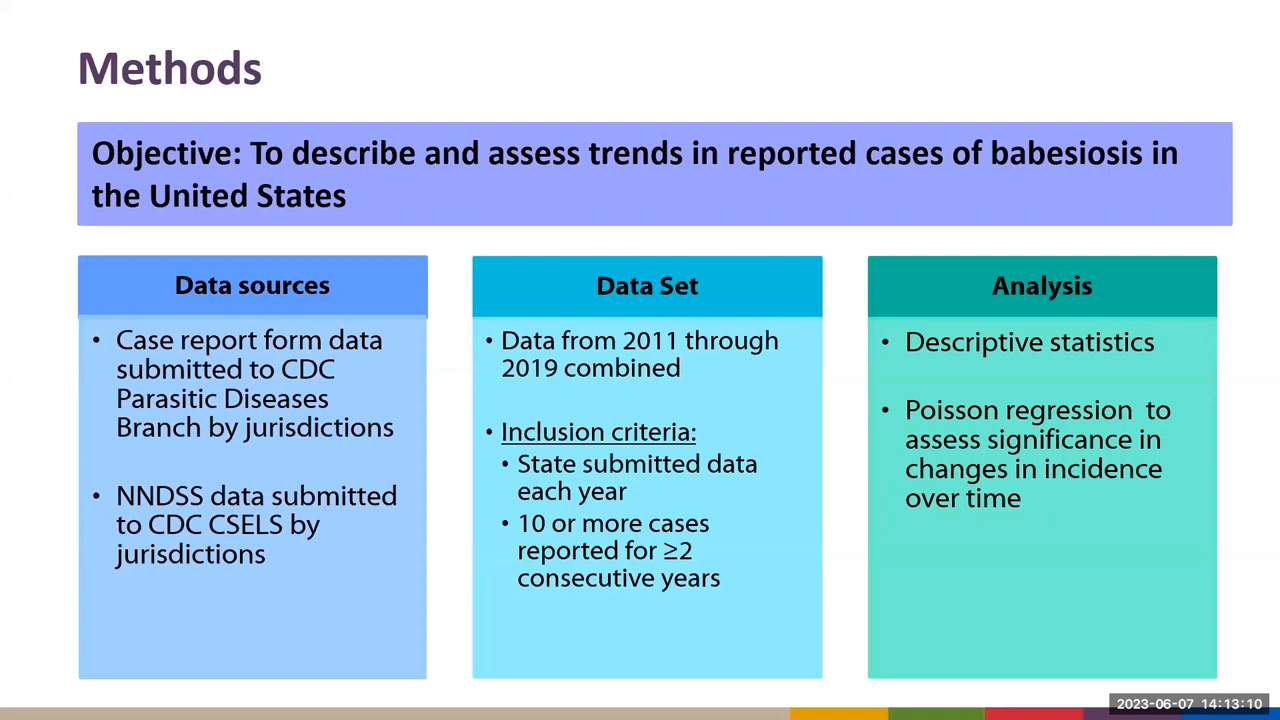 Methods
Objective: To describe and assess trends in reported cases of babesiosis in
the United States
Data sources
• Case report form data
submitted to CDC
Parasitic Diseases
Branch by jurisdictions
• NNDSS data submitted
to CDC CSELS by
jurisdictions
Data Set
• Data from 2011 through
2019 combined
• Inclusion criteria:
• State submitted data
each year
• 10 or more cases
reported for ≥2
consecutive years
Analysis
• Descriptive statistics
• Poisson regression to
assess significance in
changes in incidence
over time
2023-06-07 14:13:10